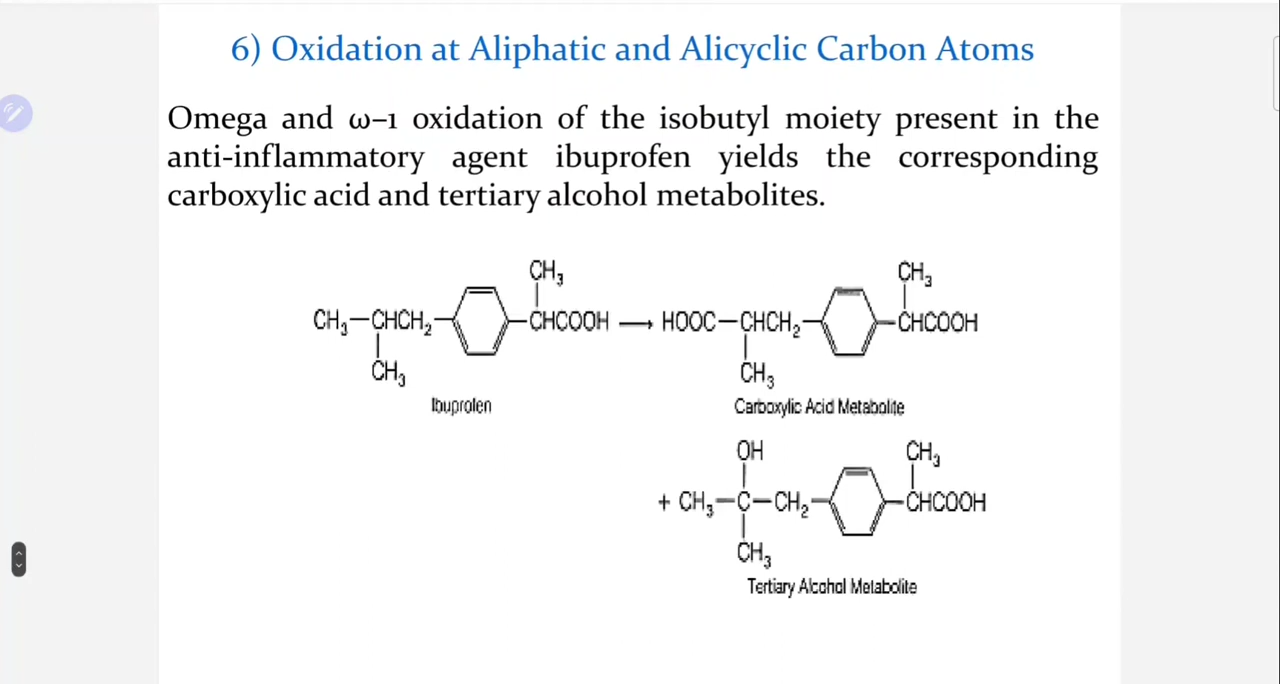 6) Oxidation at Aliphatic and Alicyclic Carbon Atoms
Omega and ω–1 oxidation of the isobutyl moiety present in the
anti-inflammatory agent ibuprofen yields the corresponding
carboxylic acid and tertiary alcohol metabolites.
CH₃ CH₃
CH₃—CHCH₂— —CHCOOH ⟶ HOOC—CHCH₂— —CHCOOH
CH₃ CH₃
Ibuprofen Carboxylic Acid Metabolite
OH CH₃
+ CH₃—C—CH₂— —CHCOOH
CH₃
Tertiary Alcohol Metabolite